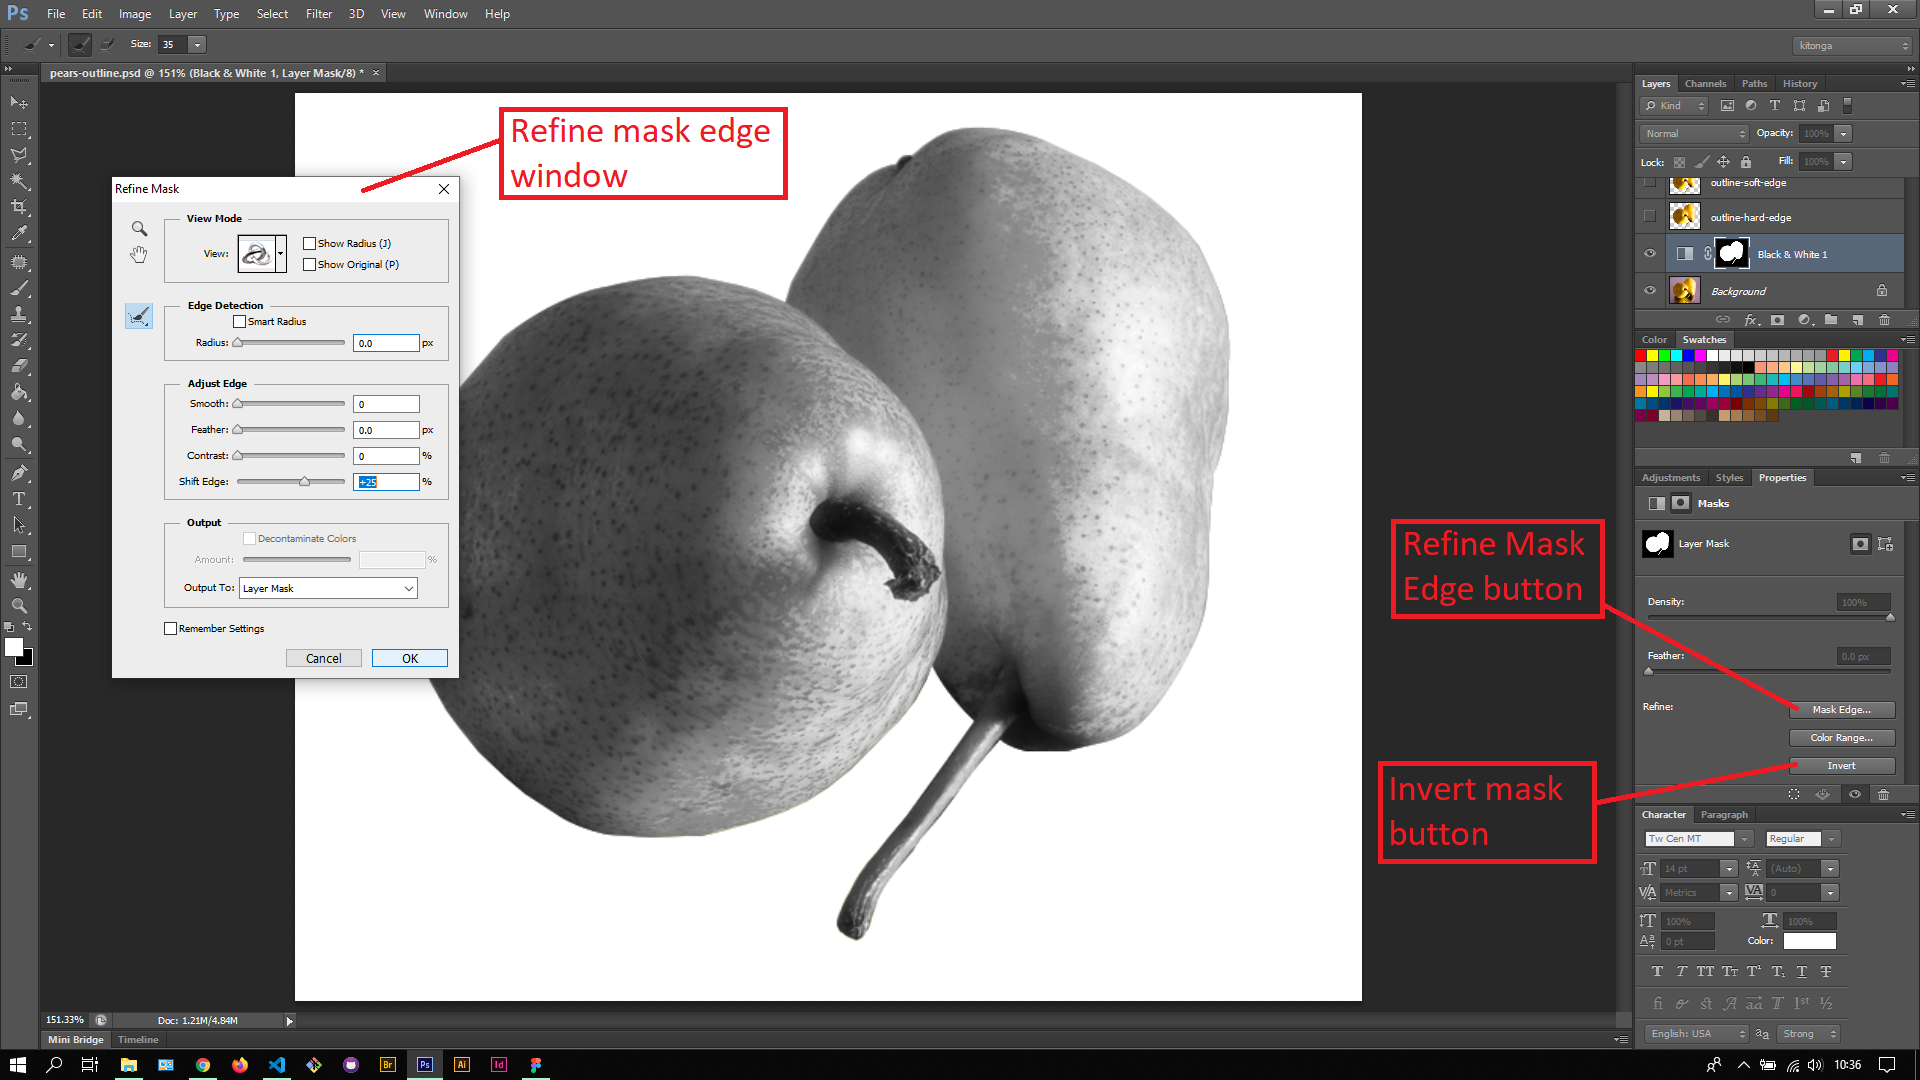 Ps File Edit Image Layer Type Select Filter 3D View Window Help
Size: 35
kitonga
pears-outline.psd @ 151% (Black & White 1, Layer Mask/8) *
Refine mask edge
window
Refine Mask
View Mode
View:
Show Radius (J)
Show Original (P)
Edge Detection
Smart Radius
Radius: 0.0 px
Adjust Edge
Smooth: 0
Feather: 0.0 px
Contrast: 0 %
Shift Edge: +25 %
Output
Decontaminate Colors
Amount: %
Output To: Layer Mask
Remember Settings
Cancel OK
Refine Mask
Edge button
Invert mask
button
Layers Channels Paths History
Kind
Normal Opacity: 100%
Lock: Fill: 100%
outline-soft-edge
outline-hard-edge
Black & White 1
Background
fx
Color Swatches
Adjustments Styles Properties
Masks
Layer Mask
Density: 100%
Feather: 0.0 px
Refine: Mask Edge...
Color Range...
Invert
Character Paragraph
Tw Cen MT Regular
14 pt (Auto)
Metrics 0
100% 100%
0 pt Color:
English: USA aa Strong
151.33% Doc: 1.21M/4.84M
Mini Bridge Timeline
Br Ps Ai Id
10:36